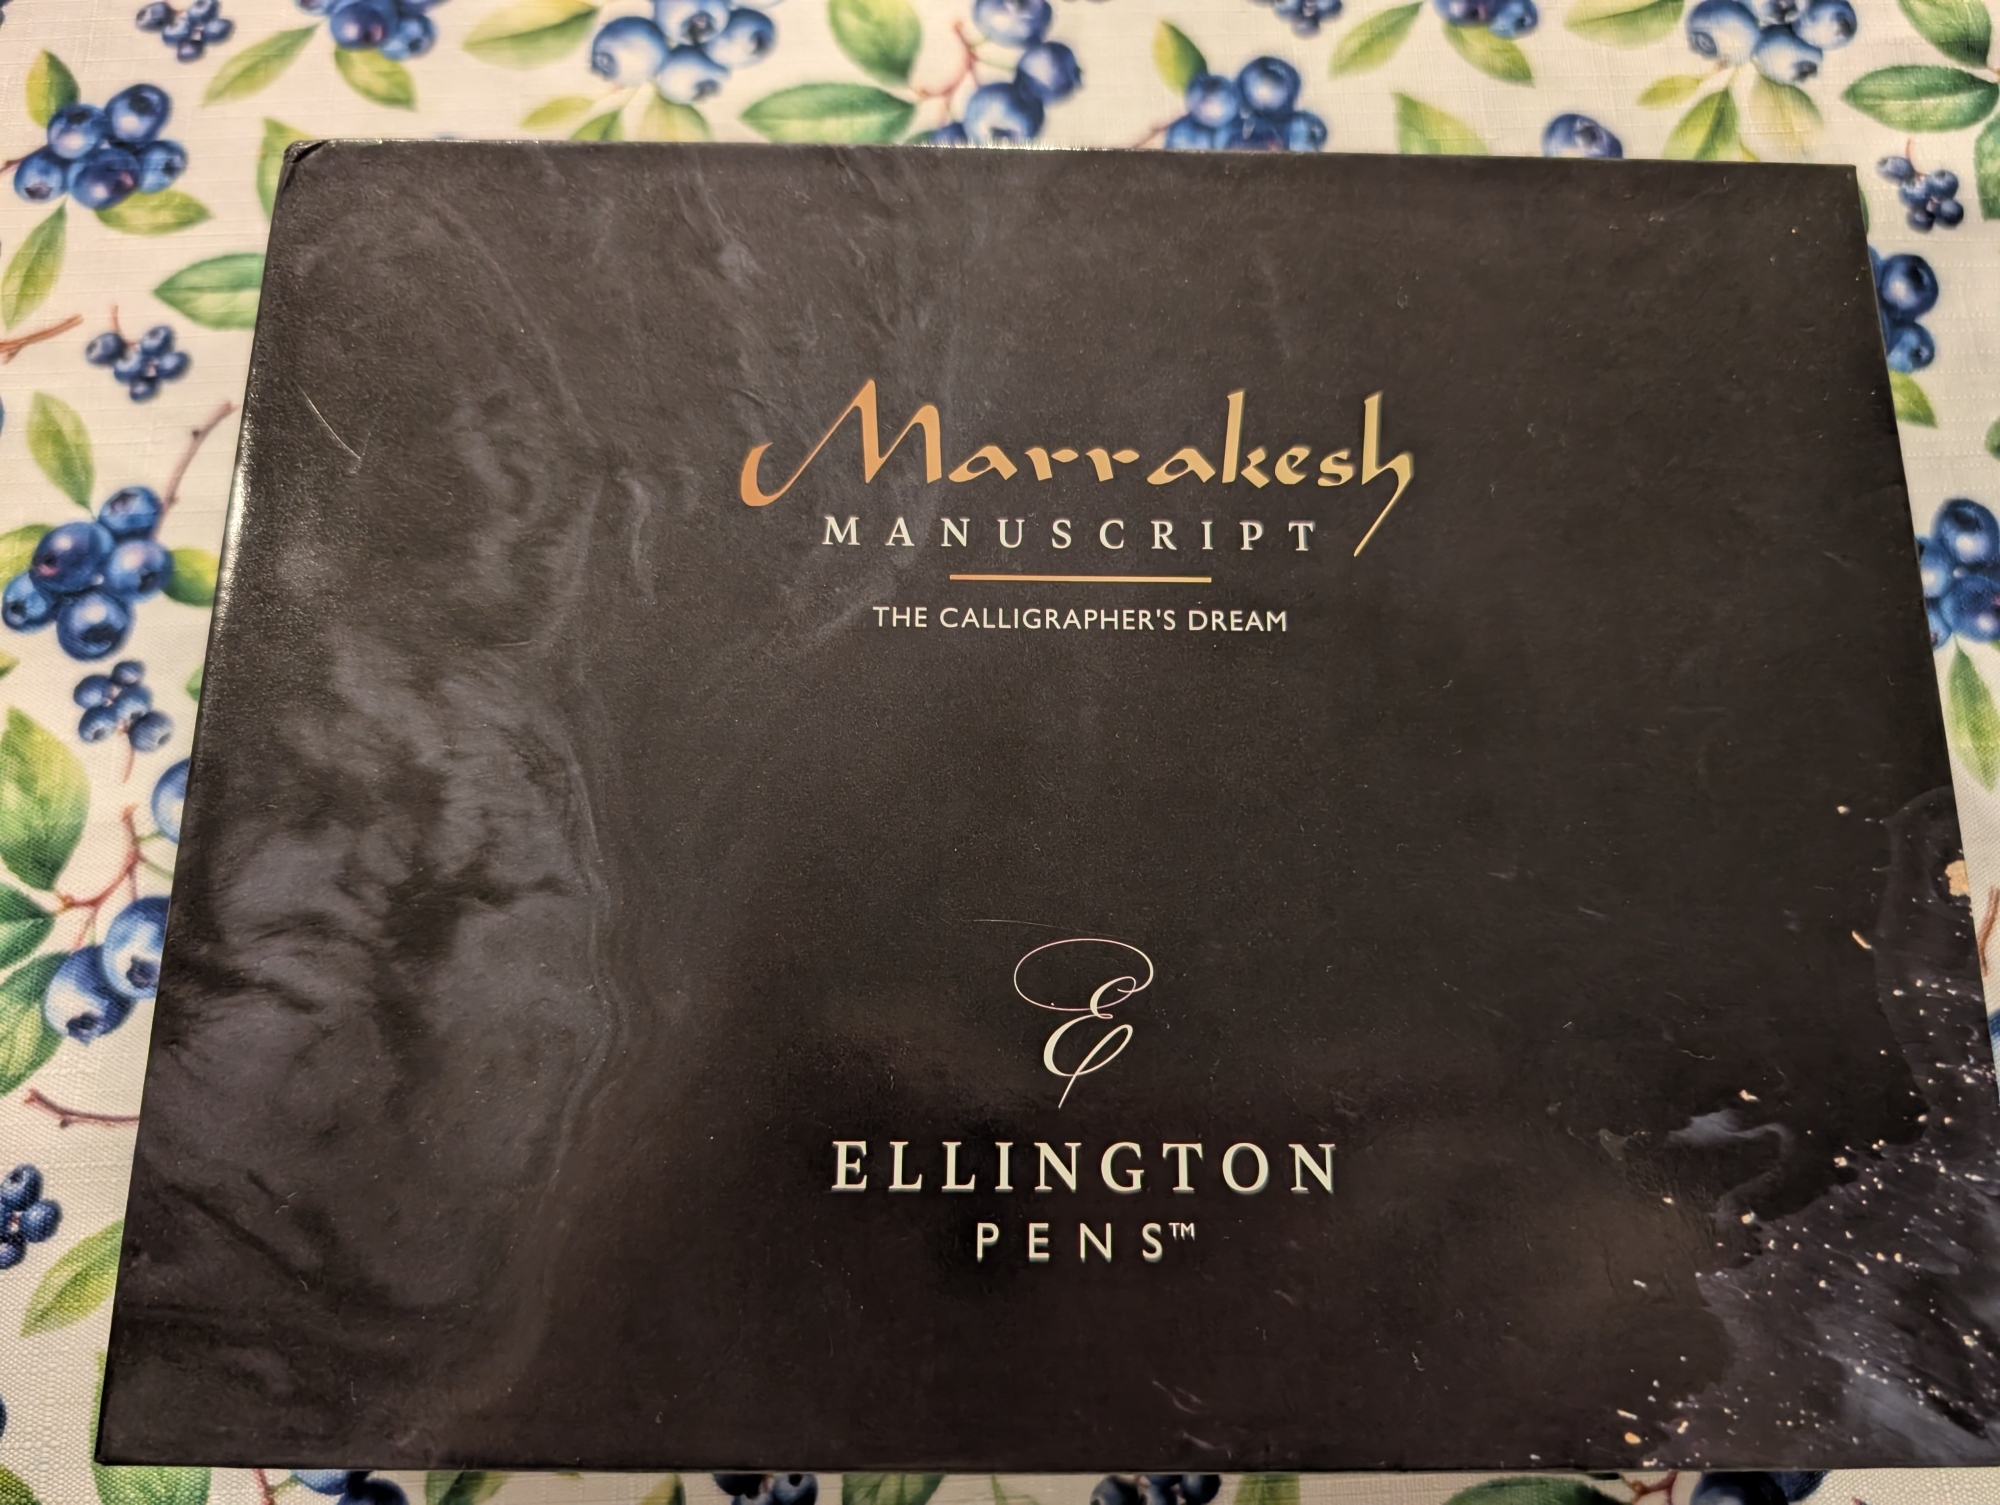 Marrakesh
MANUSCRIPT
THE CALLIGRAPHER'S DREAM
E
ELLINGTON
PENS™